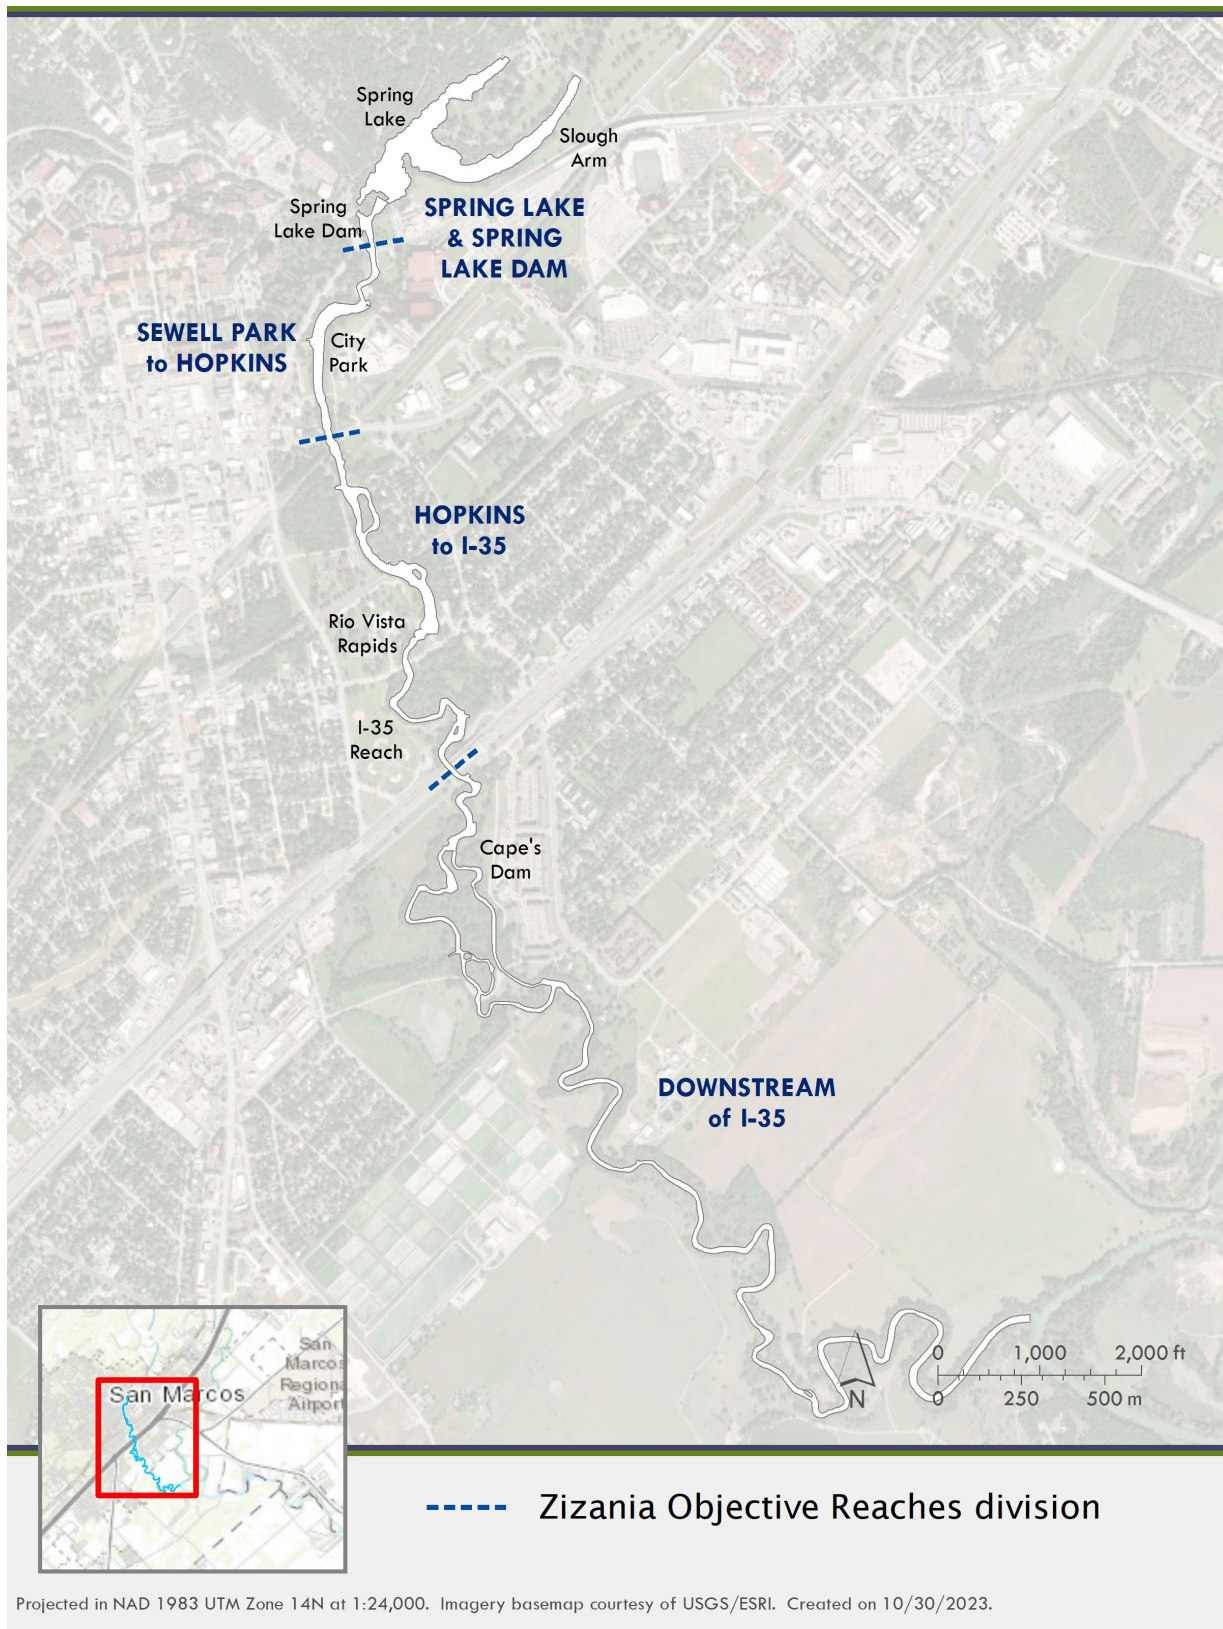 Spring
Lake
Slough
Arm
Spring
Lake Dam
SPRING LAKE
& SPRING
LAKE DAM
SEWELL PARK
to HOPKINS
City
Park
HOPKINS
to I-35
Rio Vista
Rapids
I-35
Reach
Cape's
Dam
DOWNSTREAM
of I-35
0 1,000 2,000 ft
0 250 500 m
N
San
Marcos
Regional
Airport
San Marcos
Zizania Objective Reaches division
Projected in NAD 1983 UTM Zone 14N at 1:24,000. Imagery basemap courtesy of USGS/ESRI. Created on 10/30/2023.